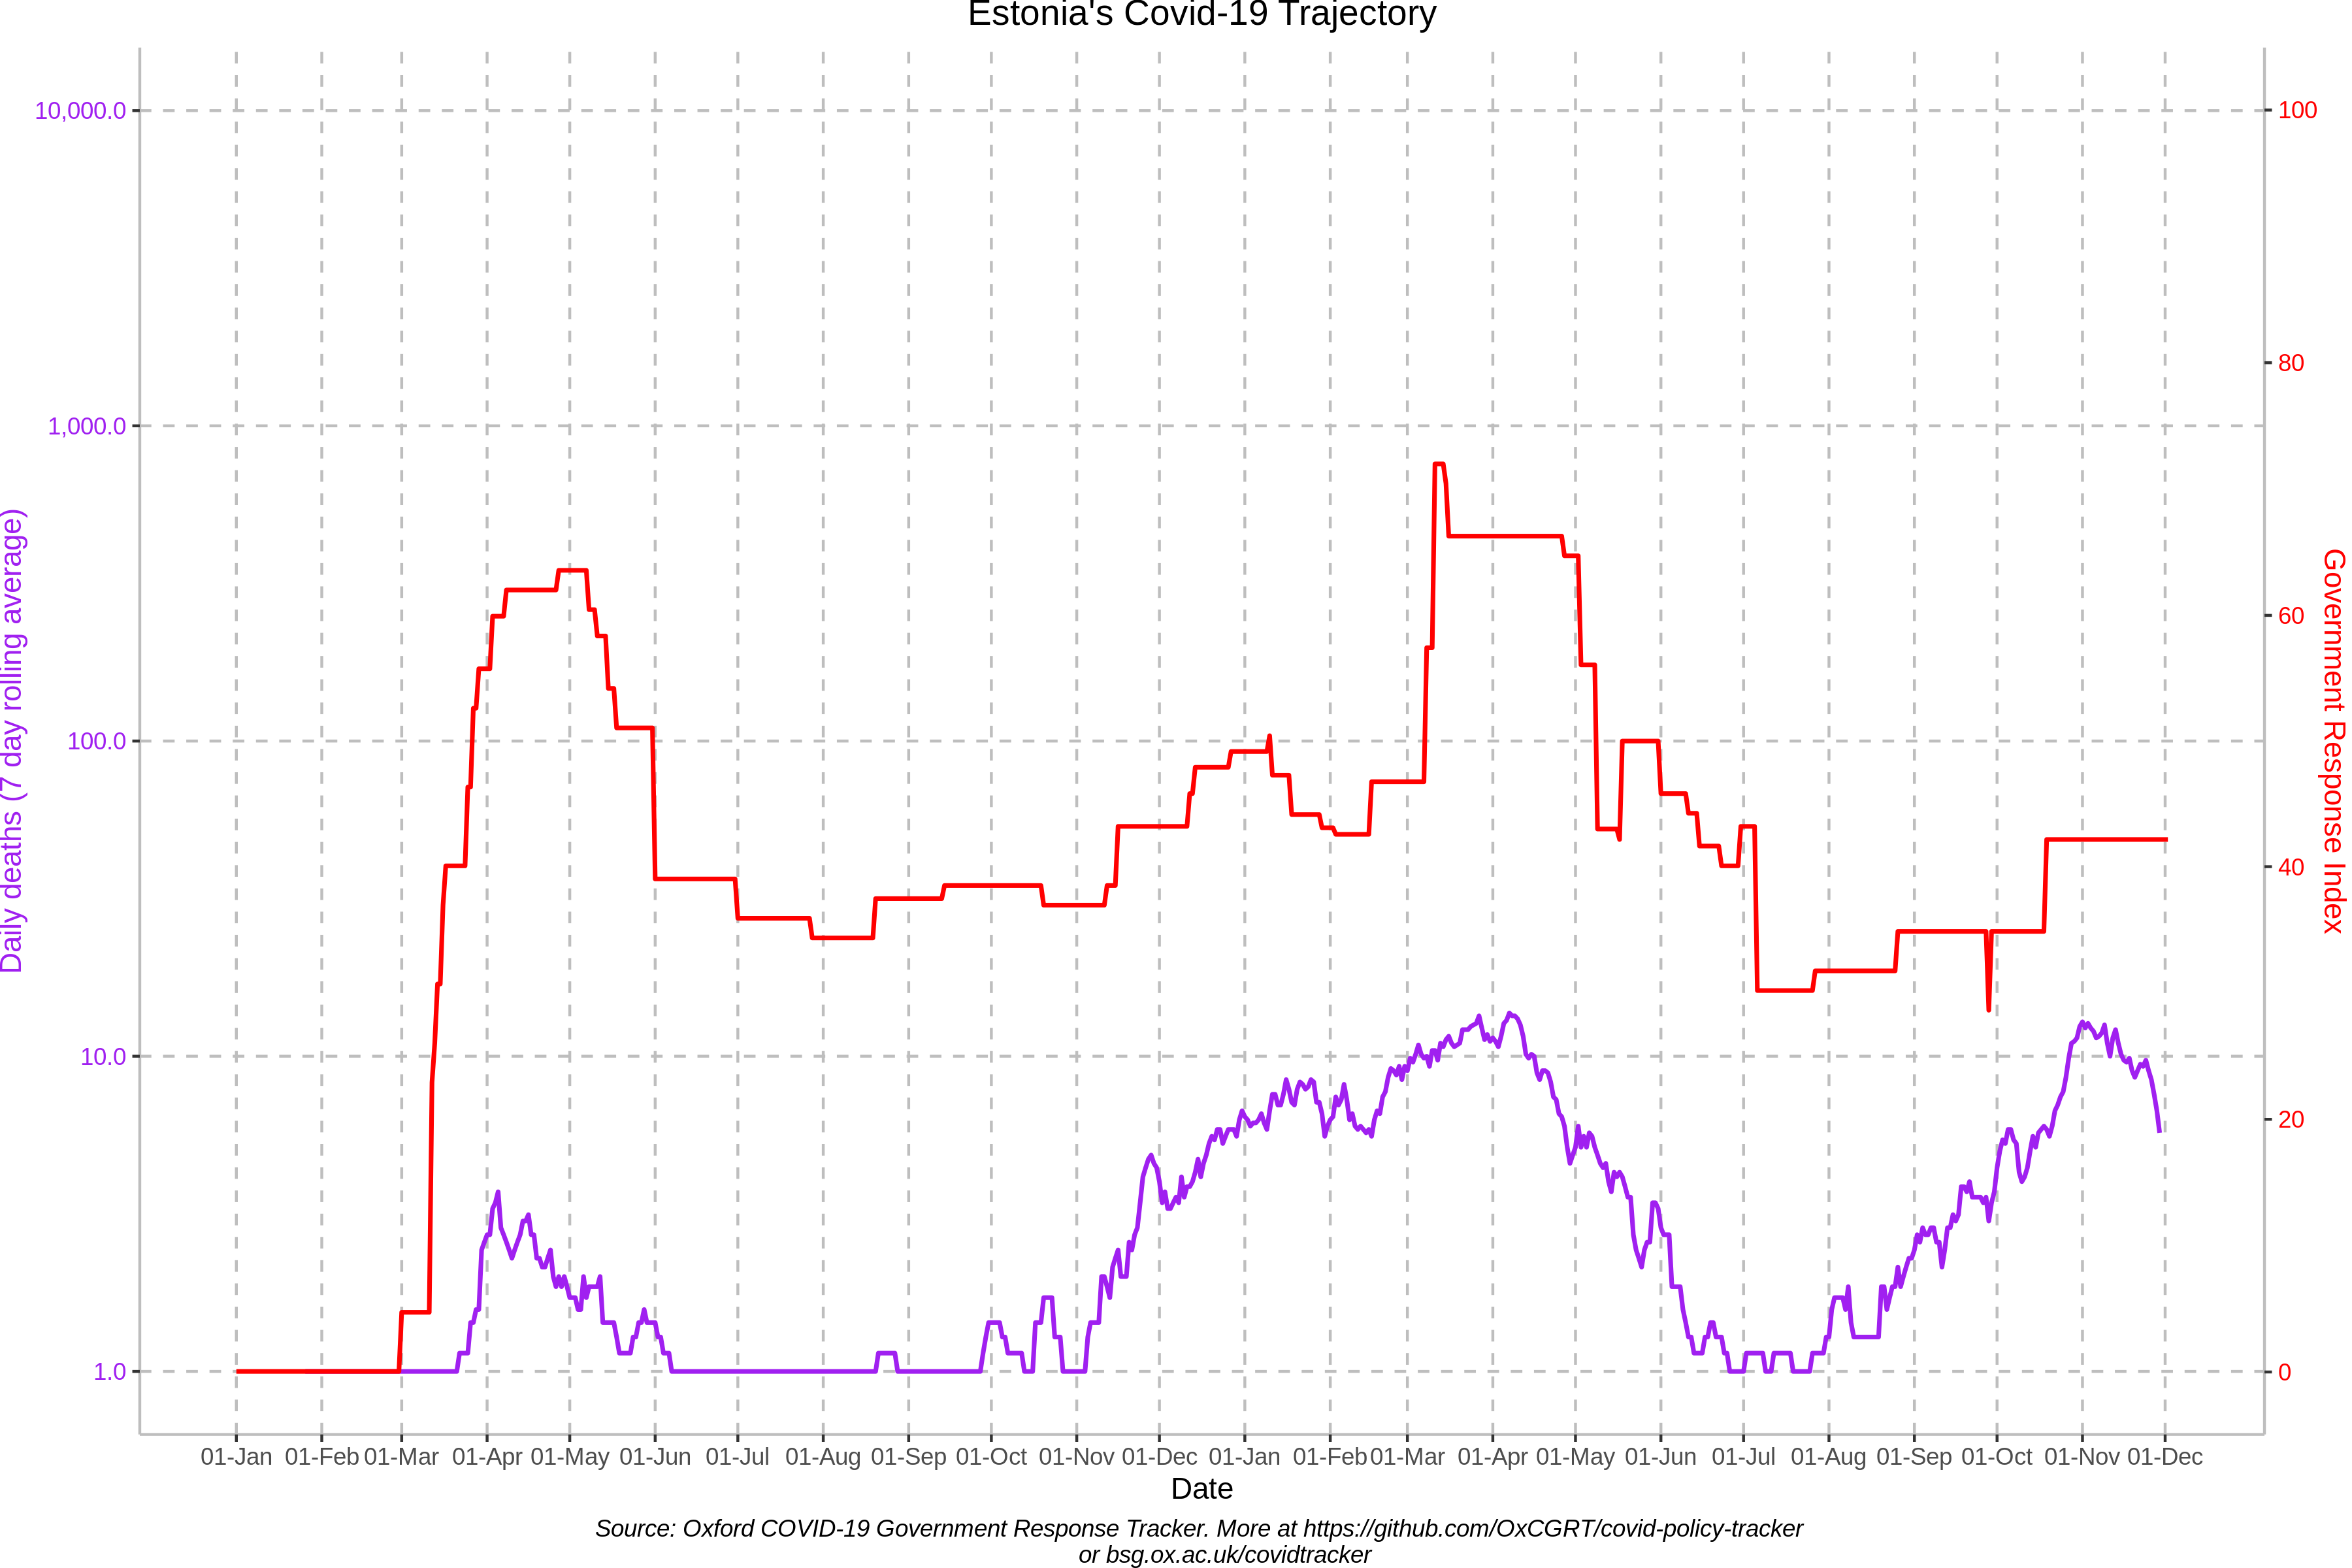 Estonia's Covid-19 Trajectory
10,000.0
1,000.0
100.0
10.0
1.0
Daily deaths (7 day rolling average)
100
80
60
40
20
0
Government Response Index
01-Jan 01-Feb 01-Mar 01-Apr 01-May 01-Jun 01-Jul 01-Aug 01-Sep 01-Oct 01-Nov 01-Dec 01-Jan 01-Feb 01-Mar 01-Apr 01-May 01-Jun 01-Jul 01-Aug 01-Sep 01-Oct 01-Nov 01-Dec
Date
Source: Oxford COVID-19 Government Response Tracker. More at https://github.com/OxCGRT/covid-policy-tracker
or bsg.ox.ac.uk/covidtracker